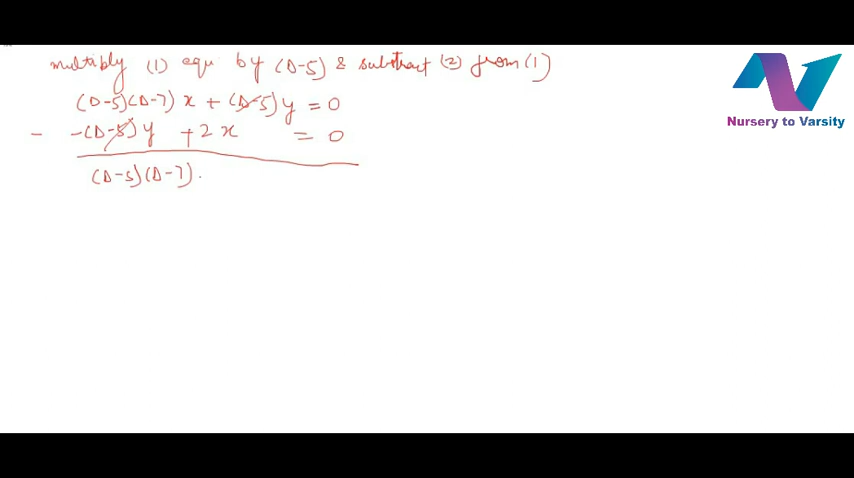 multiply (1) equ by (D-5) & subtract (2) from (1)
(D-5)(D-7) x + (D-5) y = 0
- -(D-5) y + 2x = 0
(D-5)(D-7).
Nursery to Varsity